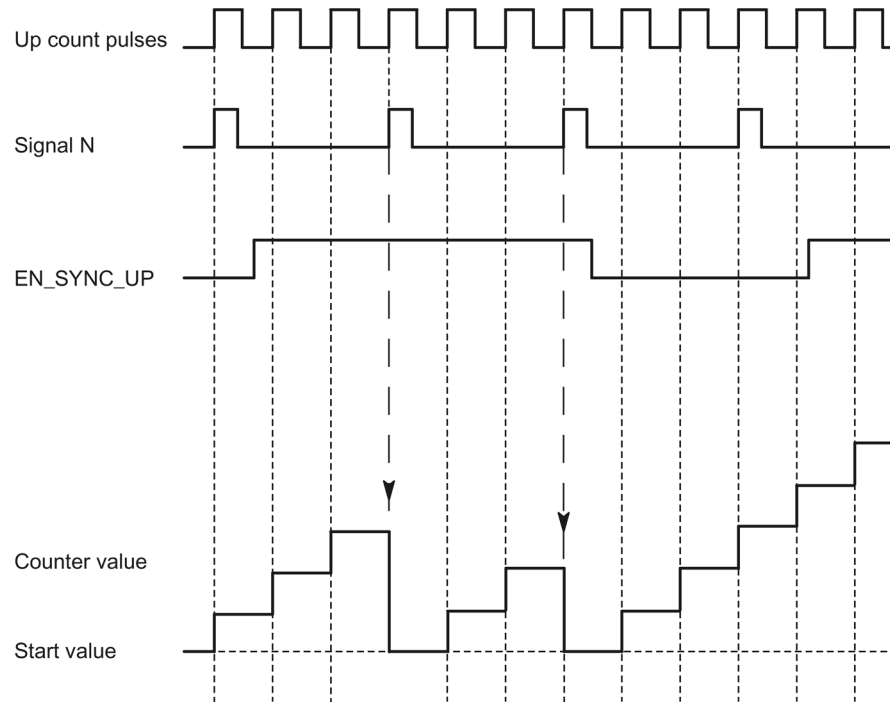 Up count pulses
Signal N
EN_SYNC_UP
Counter value
Start value